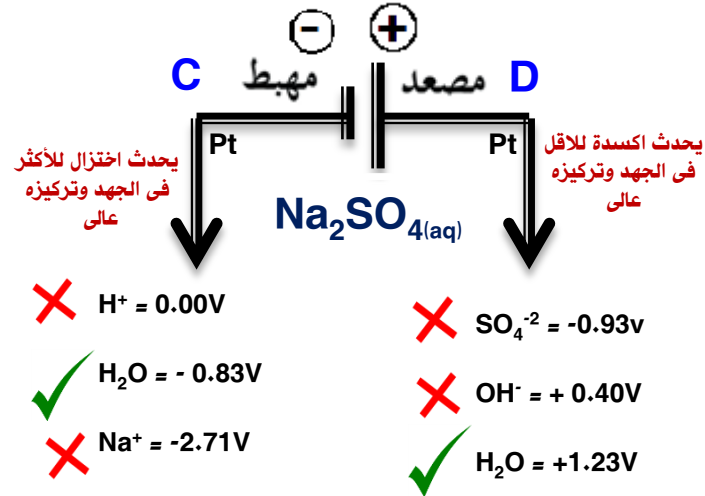 ⊖ ⊕
C مهبط مصعد D
Pt Pt
يحدث اختزال للأكثر
فى الجهد وتركيزه
عالى
يحدث اكسدة للاقل
فى الجهد وتركيزه
عالى
Na₂SO₄(aq)
H⁺ = 0.00V
H₂O = - 0.83V
Na⁺ = -2.71V
SO₄⁻² = -0.93v
OH⁻ = + 0.40V
H₂O = +1.23V